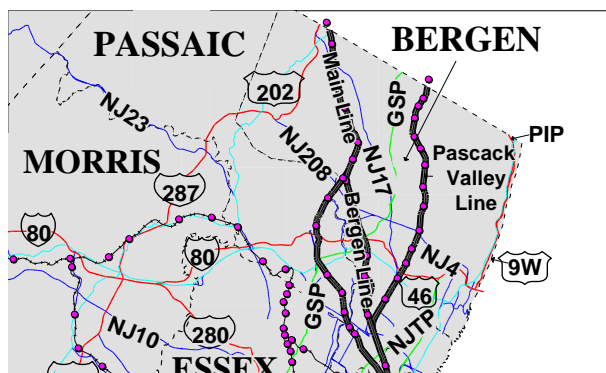 PASSAIC
BERGEN
202
Main Line
GSP
NJ23
NJ208
NJ17
PIP
MORRIS
Pascack
Valley
Line
287
Bergen Line
80
80
NJ4
9W
46
GSP
NJTP
NJ10
280
ESSEX